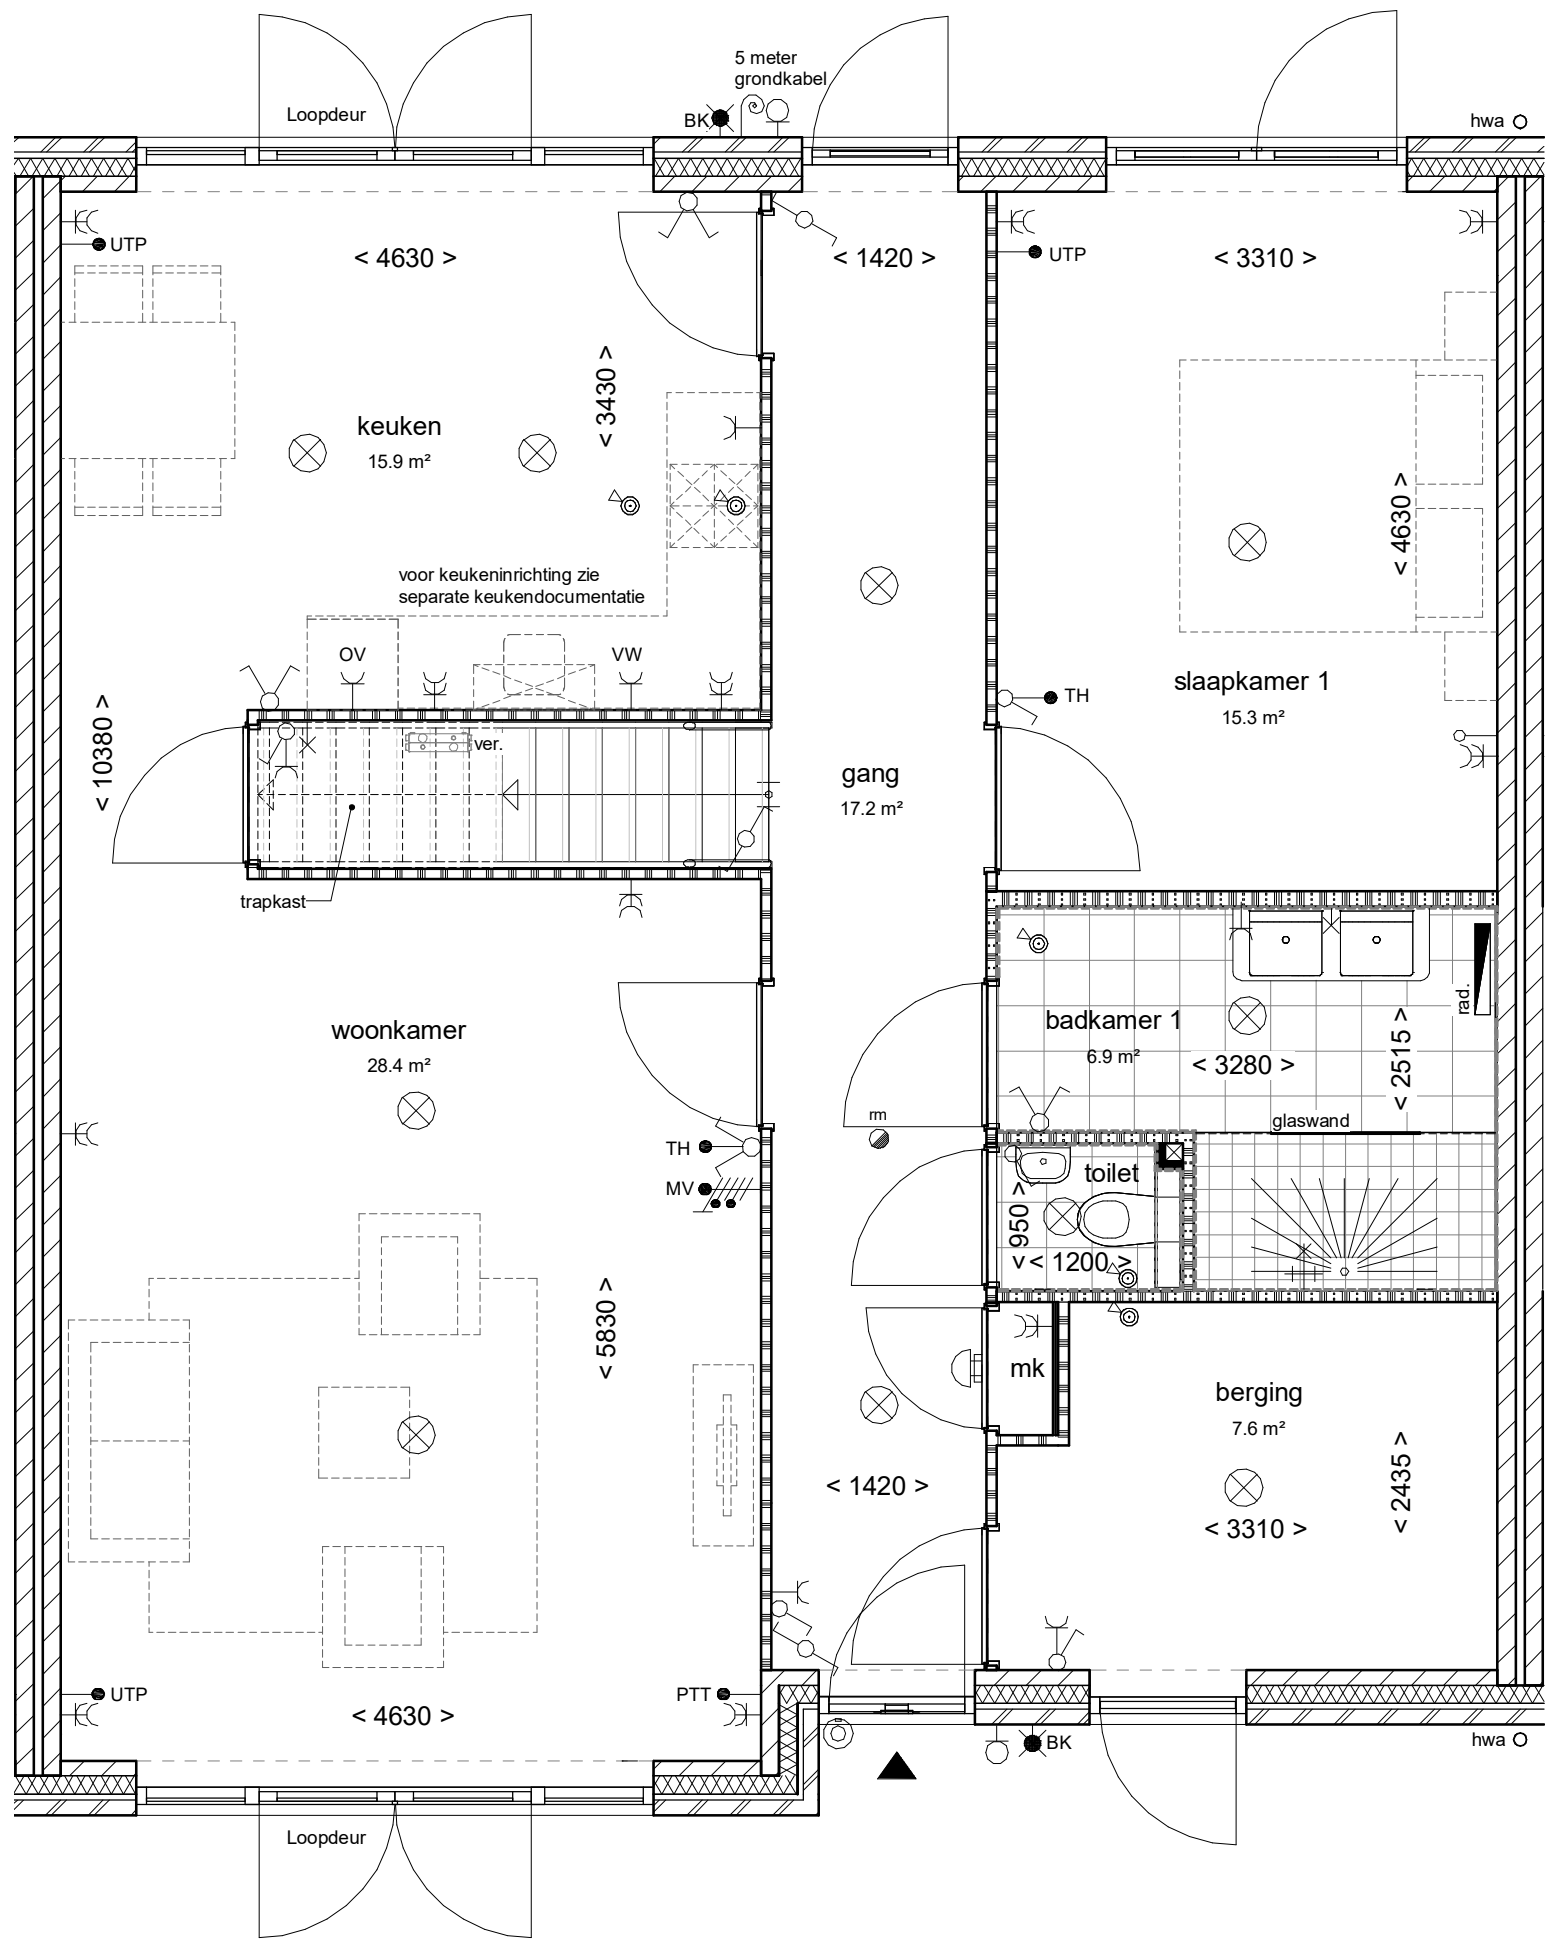 5 meter
grondkabel
Loopdeur
BK
hwa
UTP
< 4630 >
< 1420 >
UTP
< 3310 >
< 3430 >
keuken
15.9 m²
< 4630 >
voor keukeninrichting zie
separate keukendocumentatie
OV
VW
slaapkamer 1
15.3 m²
TH
< 10380 >
ver.
gang
17.2 m²
trapkast
rad.
woonkamer
28.4 m²
badkamer 1
6.9 m²
< 3280 >
< 2515 >
rm
glaswand
TH
toilet
MV
< 950 >
< 1200 >
< 5830 >
mk
berging
7.6 m²
< 2435 >
< 1420 >
< 3310 >
UTP
PTT
< 4630 >
BK
hwa
Loopdeur